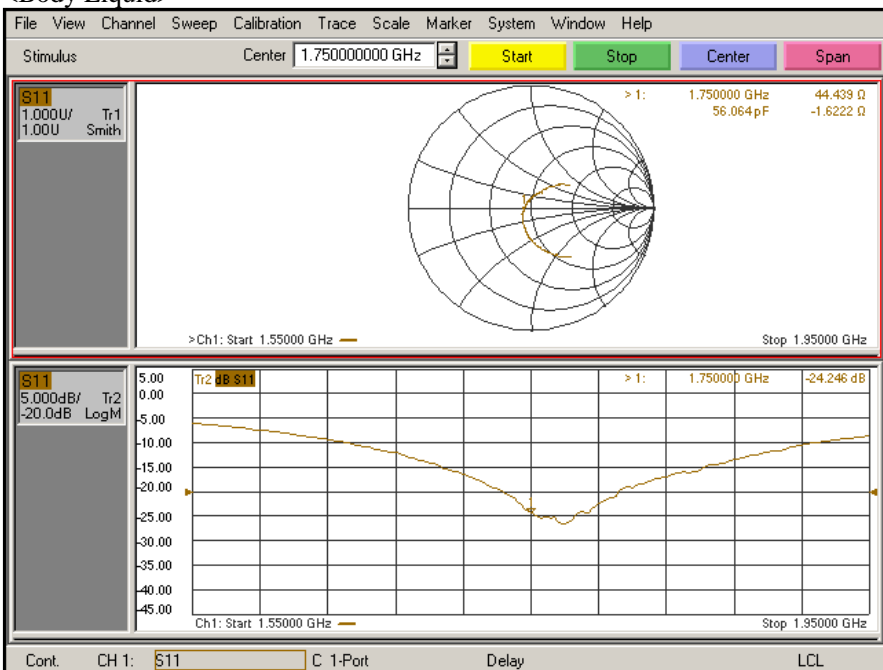 <Body Liquid>
File View Channel Sweep Calibration Trace Scale Marker System Window Help
Stimulus Center 1.750000000 GHz Start Stop Center Span
S11
1.000U/ Tr1
1.00U Smith
> 1: 1.750000 GHz 44.439 Ω
56.064 pF -1.6222 Ω
>Ch1: Start 1.55000 GHz Stop 1.95000 GHz
S11
5.000dB/ Tr2
-20.0dB LogM
Tr2 dB S11 > 1: 1.750000 GHz -24.246 dB
5.00
0.00
-5.00
-10.00
-15.00
-20.00
-25.00
-30.00
-35.00
-40.00
-45.00
Ch1: Start 1.55000 GHz Stop 1.95000 GHz
Cont. CH 1: S11 C 1-Port Delay LCL